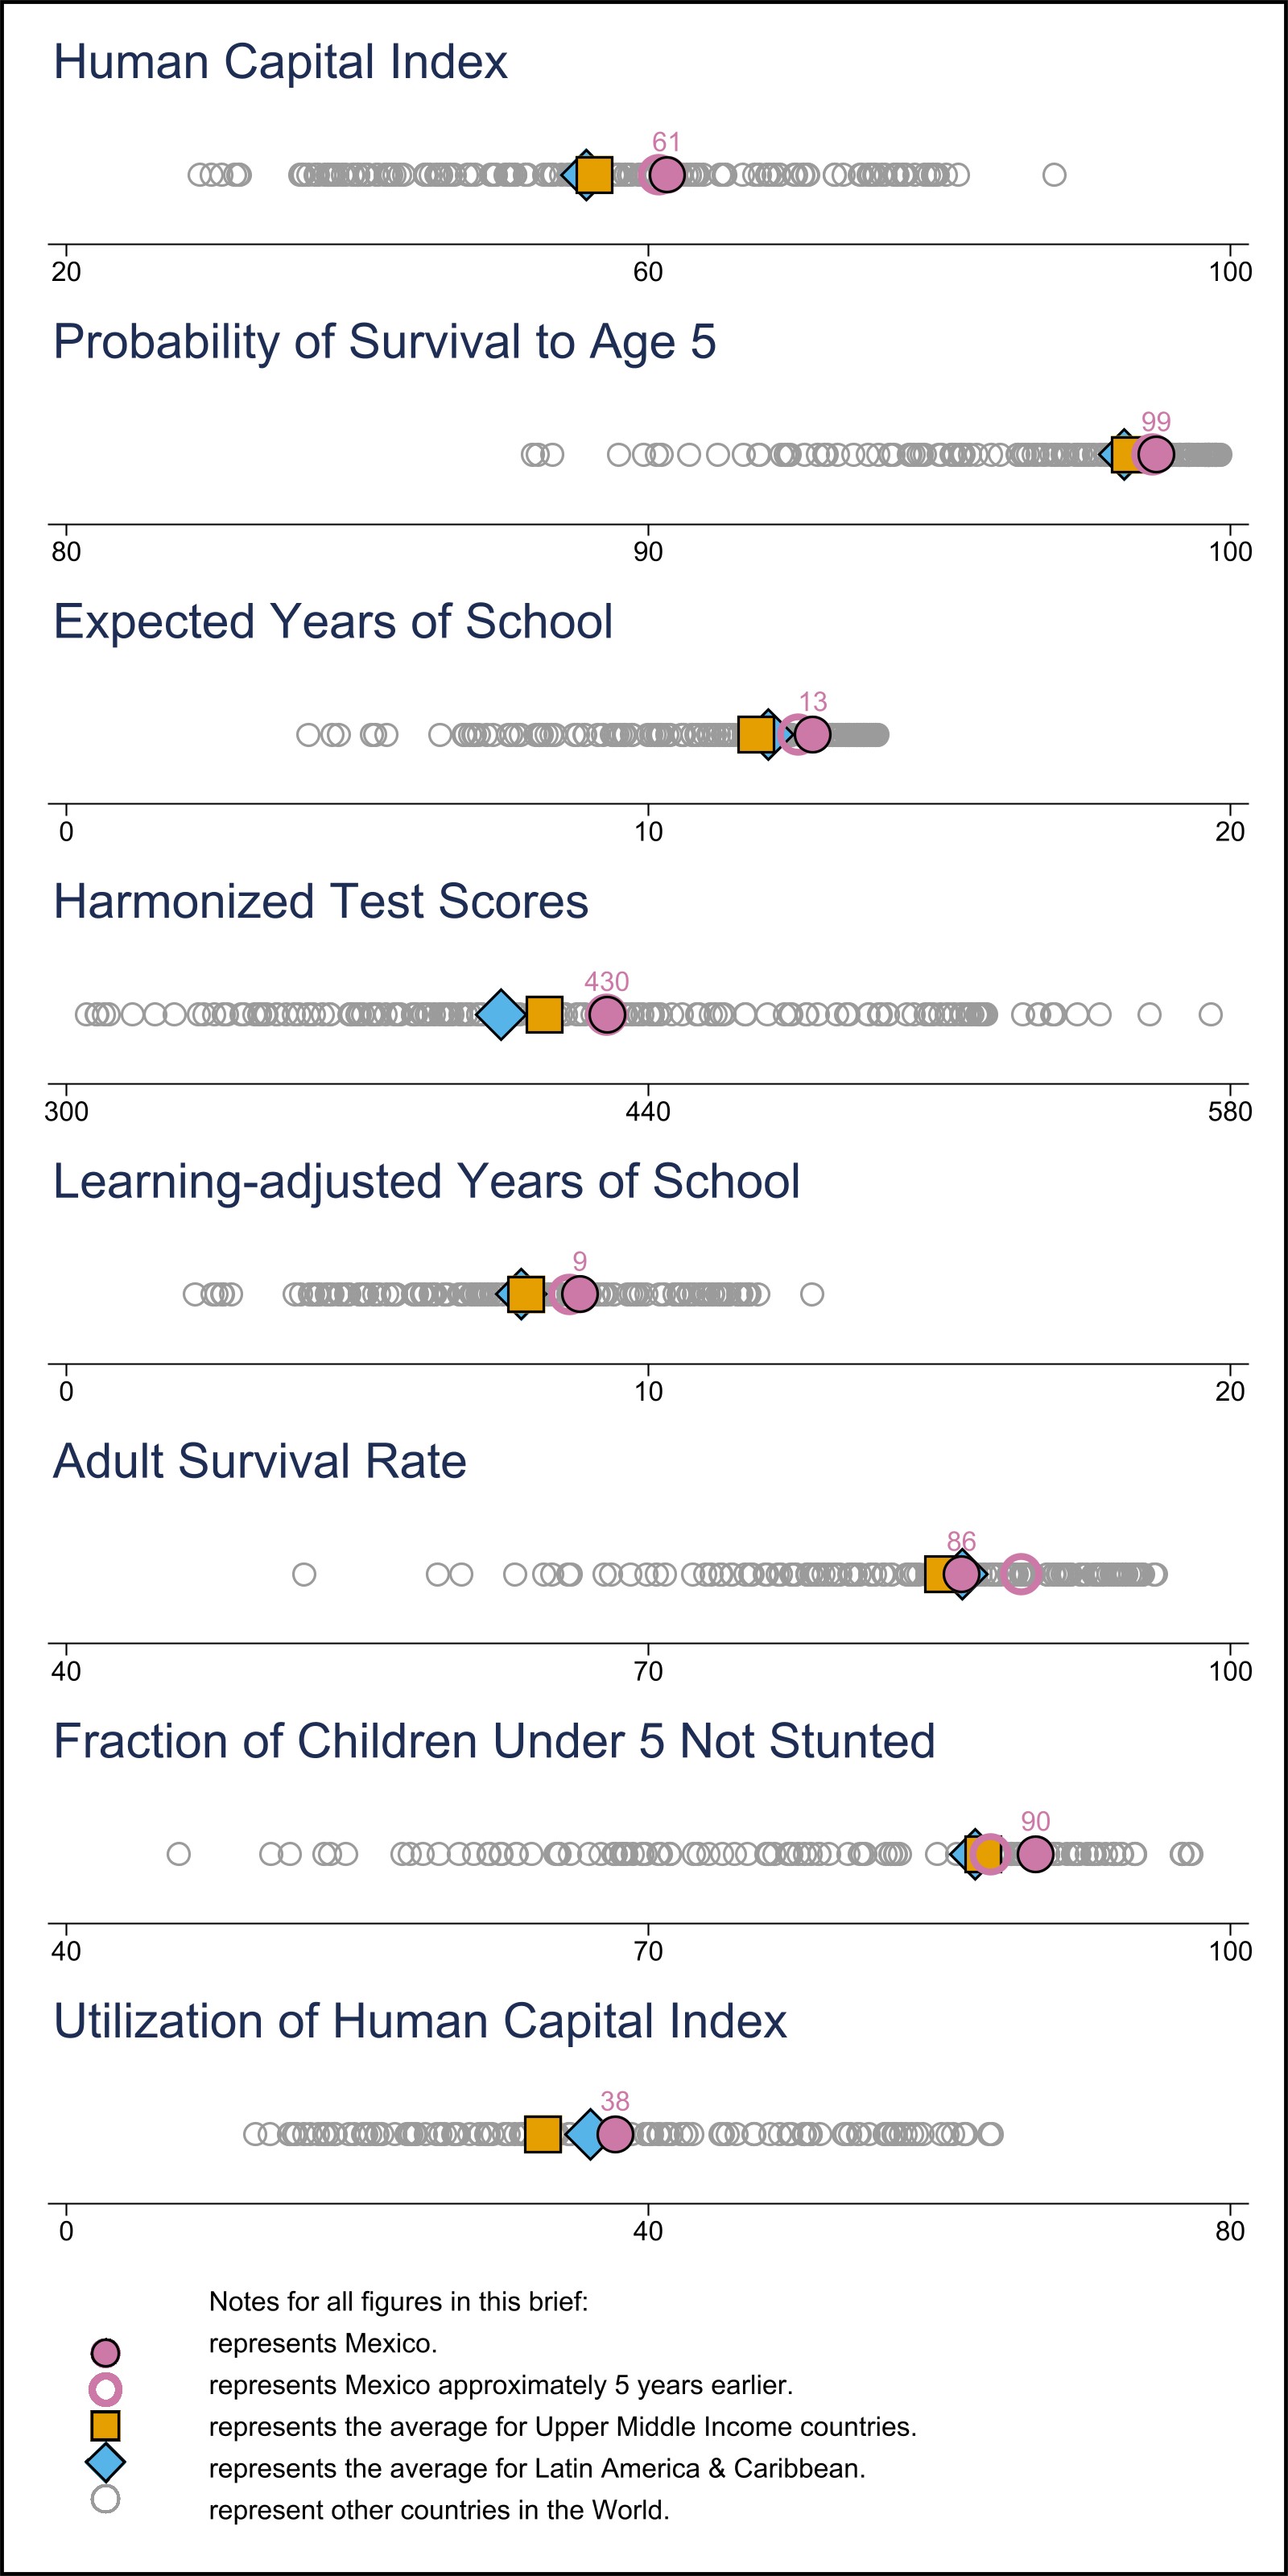 Human Capital Index
61
20 60 100
Probability of Survival to Age 5
99
80 90 100
Expected Years of School
13
0 10 20
Harmonized Test Scores
430
300 440 580
Learning-adjusted Years of School
9
0 10 20
Adult Survival Rate
86
40 70 100
Fraction of Children Under 5 Not Stunted
90
40 70 100
Utilization of Human Capital Index
38
0 40 80
Notes for all figures in this brief:
represents Mexico.
represents Mexico approximately 5 years earlier.
represents the average for Upper Middle Income countries.
represents the average for Latin America & Caribbean.
represent other countries in the World.